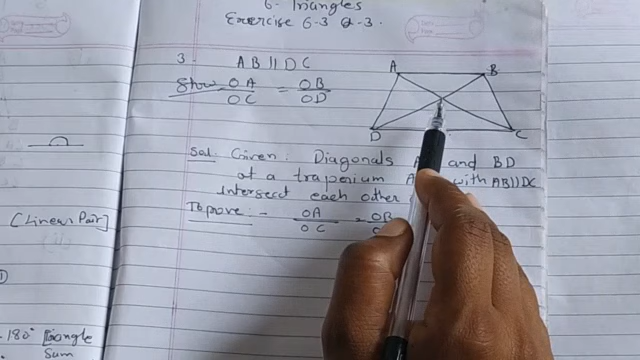 6. Triangles
Exercise 6.3 Q.3.
3 AB || DC
Show OA/OC = OB/OD
A B
D C
Sol. Given. Diagonals A and BD
of a trapezium A with AB||DC
Intersect each other
To prove :- OA/OC = OB
[Linear Pair]
180° Triangle
Sum